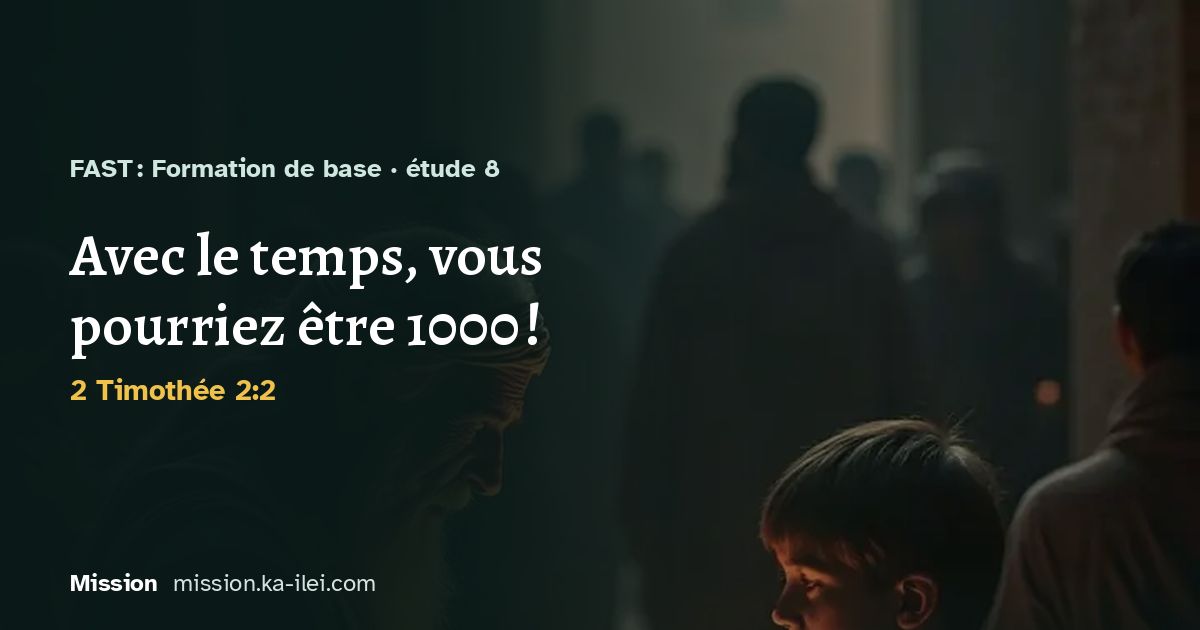 FAST : Formation de base · étude 8
Avec le temps, vous
pourriez être 1000 !
2 Timothée 2:2
Mission mission.ka-ilei.com